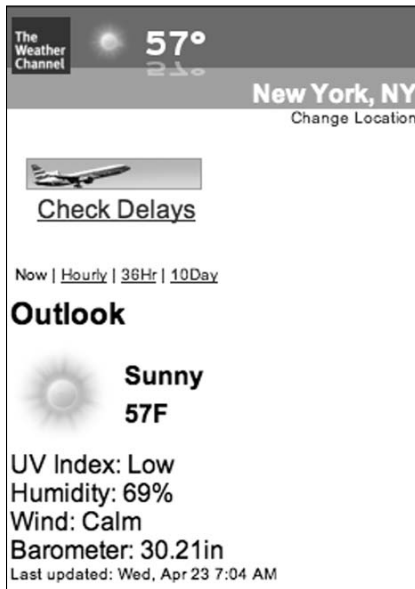 The
Weather
Channel
57°
New York, NY
Change Location
Check Delays
Now | Hourly | 36Hr | 10Day
Outlook
Sunny
57F
UV Index: Low
Humidity: 69%
Wind: Calm
Barometer: 30.21in
Last updated: Wed, Apr 23 7:04 AM